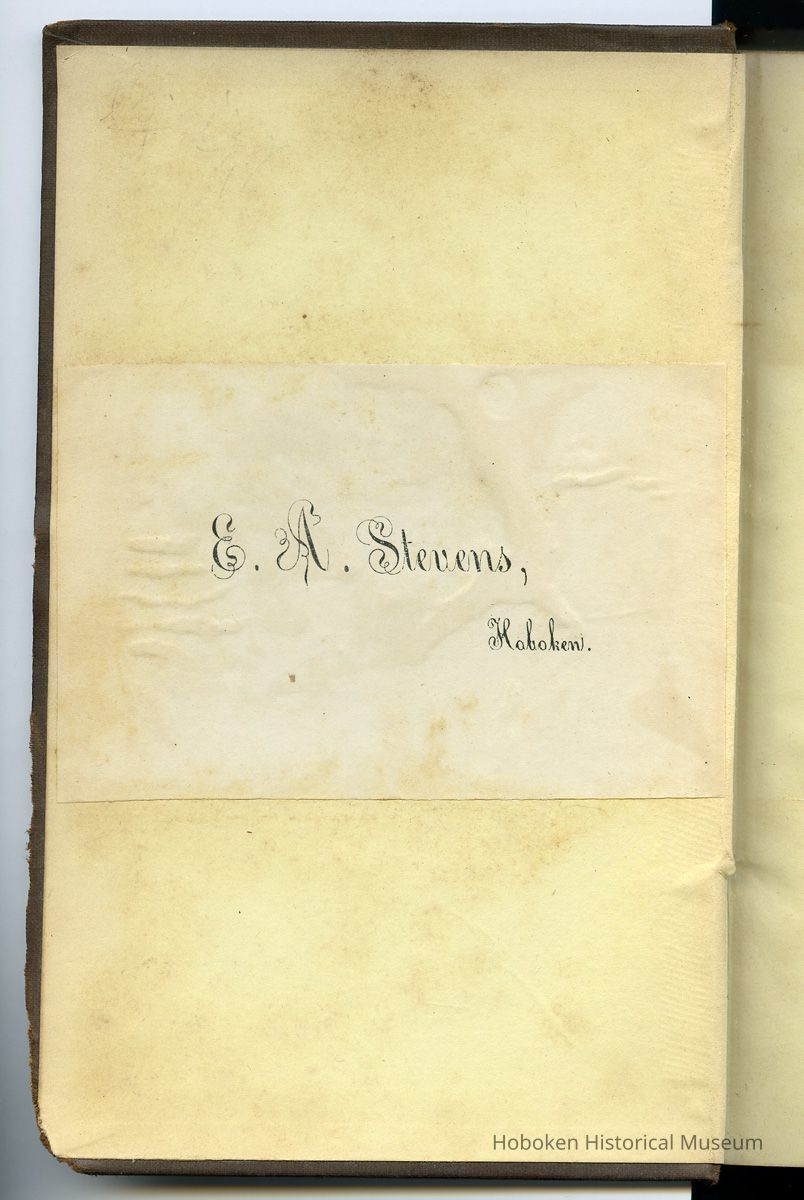 E. A. Stevens,
Hoboken.
Hoboken Historical Museum